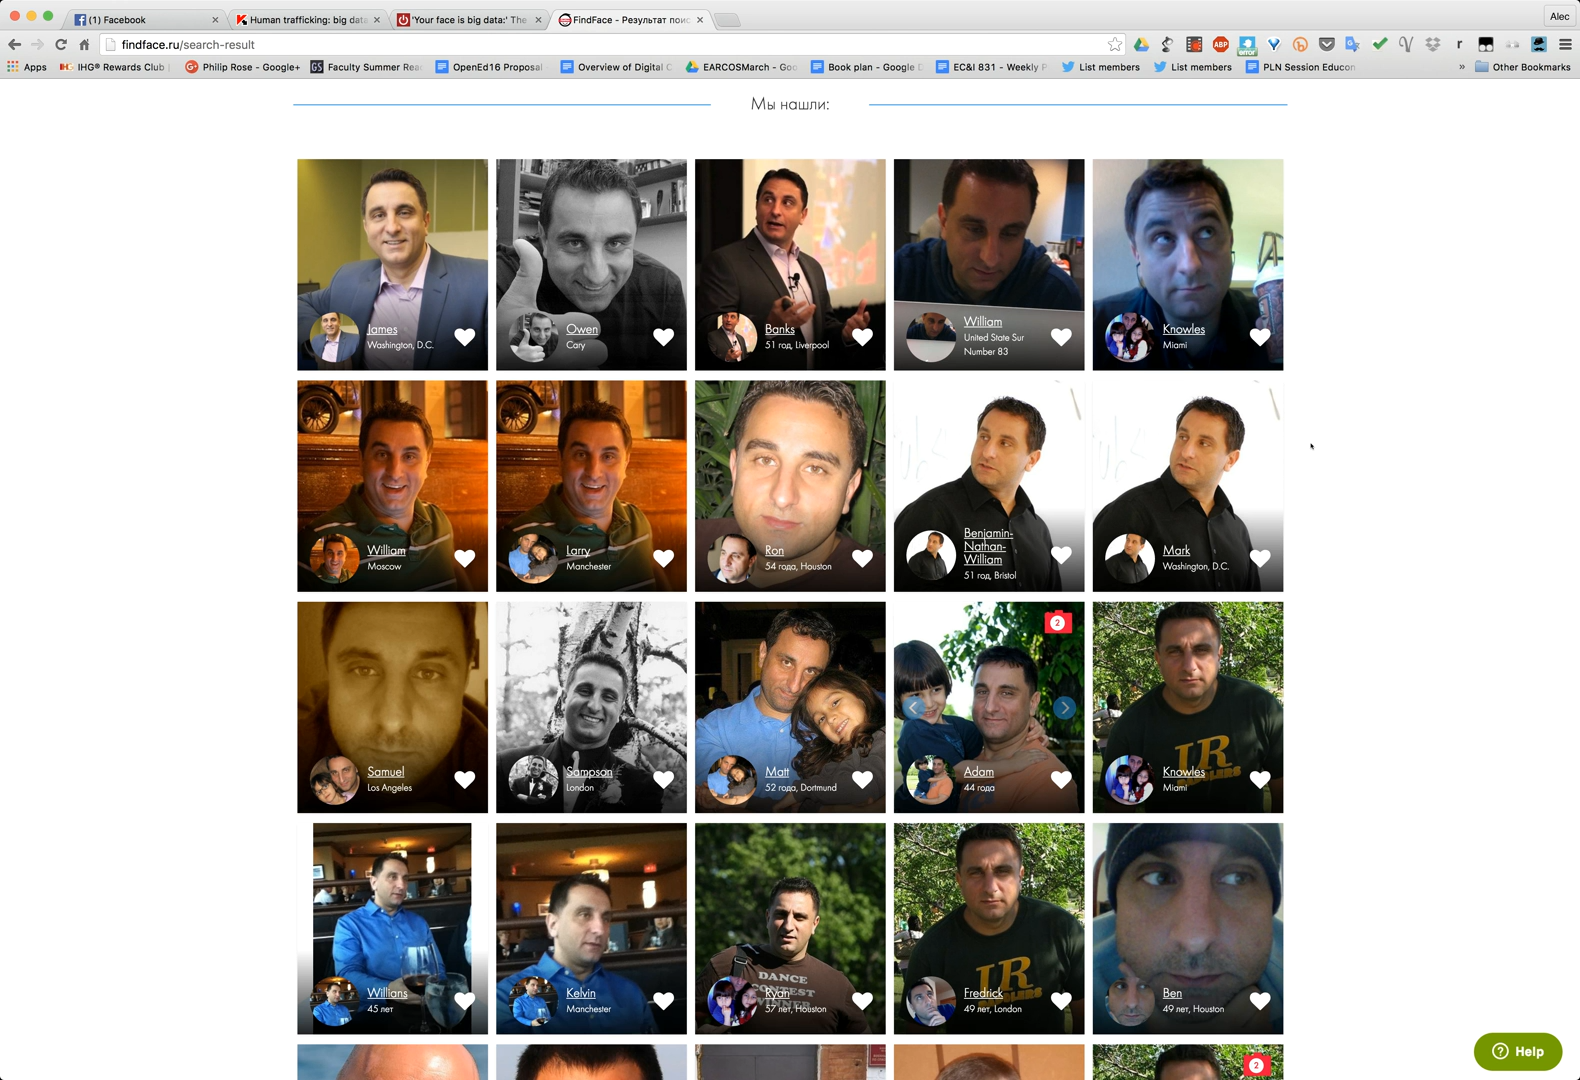 (1) Facebook
Human trafficking: big data
'Your face is big data:' The
FindFace - Результат поис
Alec
findface.ru/search-result
Apps
IHG® Rewards Club
Philip Rose - Google+
Faculty Summer Rea
OpenEd16 Proposal
Overview of Digital C
EARCOSMarch - Goo
Book plan - Google D
EC&I 831 - Weekly P
List members
List members
PLN Session Educon
Other Bookmarks
Мы нашли:
James
Washington, D.C.
Owen
Cary
Banks
51 год, Liverpool
William
United State Sur
Number 83
Knowles
Miami
William
Moscow
Larry
Manchester
Ron
54 года, Houston
Benjamin-
Nathan-
William
51 год, Bristol
Mark
Washington, D.C.
Samuel
Los Angeles
Sampson
London
Matt
52 года, Dortmund
2
Adam
44 года
JR
Knowles
Miami
Willians
45 лет
Kelvin
Manchester
DANCE
CONTEST
WINNER
Ryan
57 лет, Houston
JR
Fredrick
49 лет, London
Ben
49 лет, Houston
2
Help